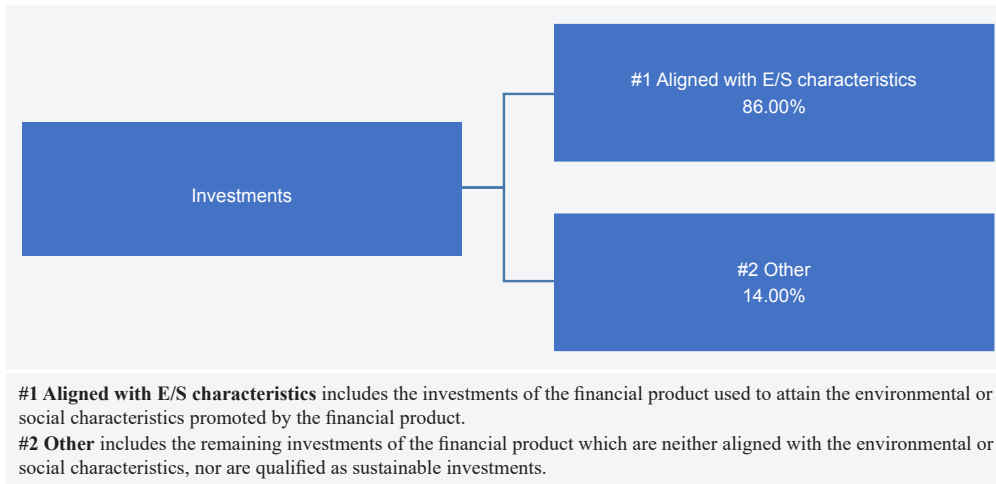 Investments
#1 Aligned with E/S characteristics
86.00%
#2 Other
14.00%
#1 Aligned with E/S characteristics includes the investments of the financial product used to attain the environmental or
social characteristics promoted by the financial product.
#2 Other includes the remaining investments of the financial product which are neither aligned with the environmental or
social characteristics, nor are qualified as sustainable investments.